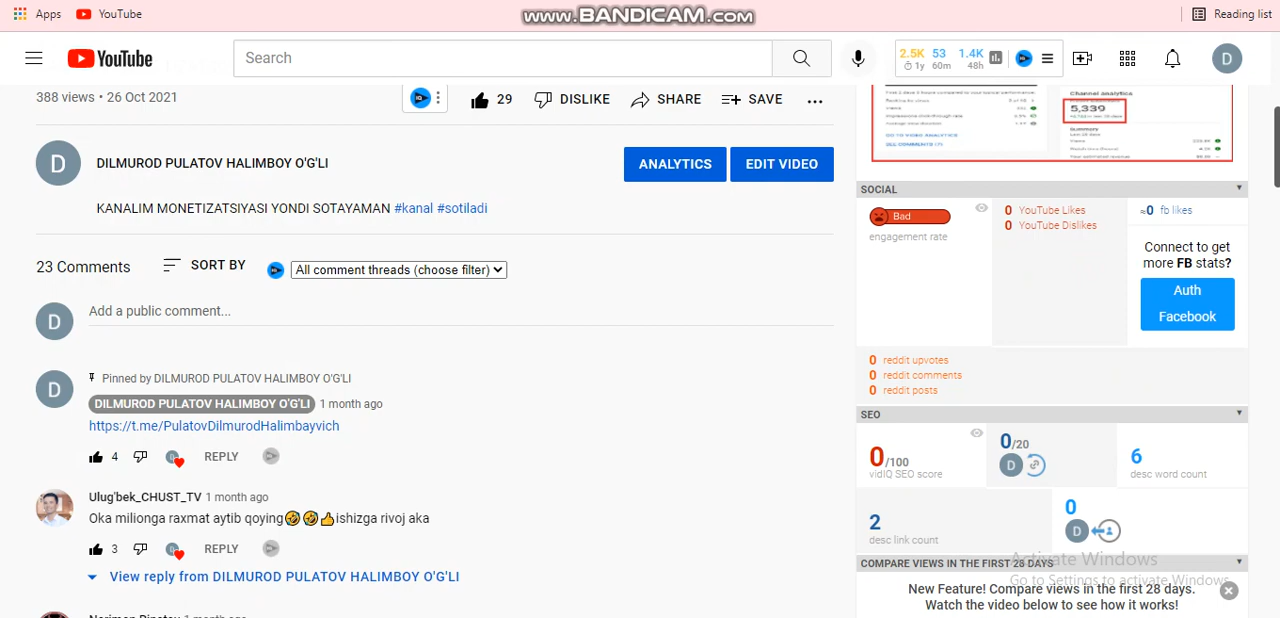 Apps YouTube www.BANDICAM.com Reading list
YouTube Search 2.5K 53 1.4K D
1y 60m 48h
388 views • 26 Oct 2021 29 DISLIKE SHARE SAVE ...
Channel analytics
5,339
Summary
GO TO VIDEO ANALYTICS
D DILMUROD PULATOV HALIMBOY O'G'LI ANALYTICS EDIT VIDEO
KANALIM MONETIZATSIYASI YONDI SOTAYAMAN #kanal #sotiladi
23 Comments SORT BY All comment threads (choose filter)
D Add a public comment...
D Pinned by DILMUROD PULATOV HALIMBOY O'G'LI
DILMUROD PULATOV HALIMBOY O'G'LI 1 month ago
https://t.me/PulatovDilmurodHalimbayvich
4 REPLY
Ulug'bek_CHUST_TV 1 month ago
Oka milionga raxmat aytib qoying🤣🤣👍ishizga rivoj aka
3 REPLY
View reply from DILMUROD PULATOV HALIMBOY O'G'LI
1 month ago
SOCIAL
Bad
engagement rate
0 YouTube Likes
0 YouTube Dislikes
≈0 fb likes
Connect to get
more FB stats?
Auth
Facebook
0 reddit upvotes
0 reddit comments
0 reddit posts
SEO
0/100
vidIQ SEO score
0/20
D
6
desc word count
2
desc link count
0
D
COMPARE VIEWS IN THE FIRST 28 DAYS
New Feature! Compare views in the first 28 days.
Watch the video below to see how it works!
Activate Windows
Go to Settings to activate Windows.